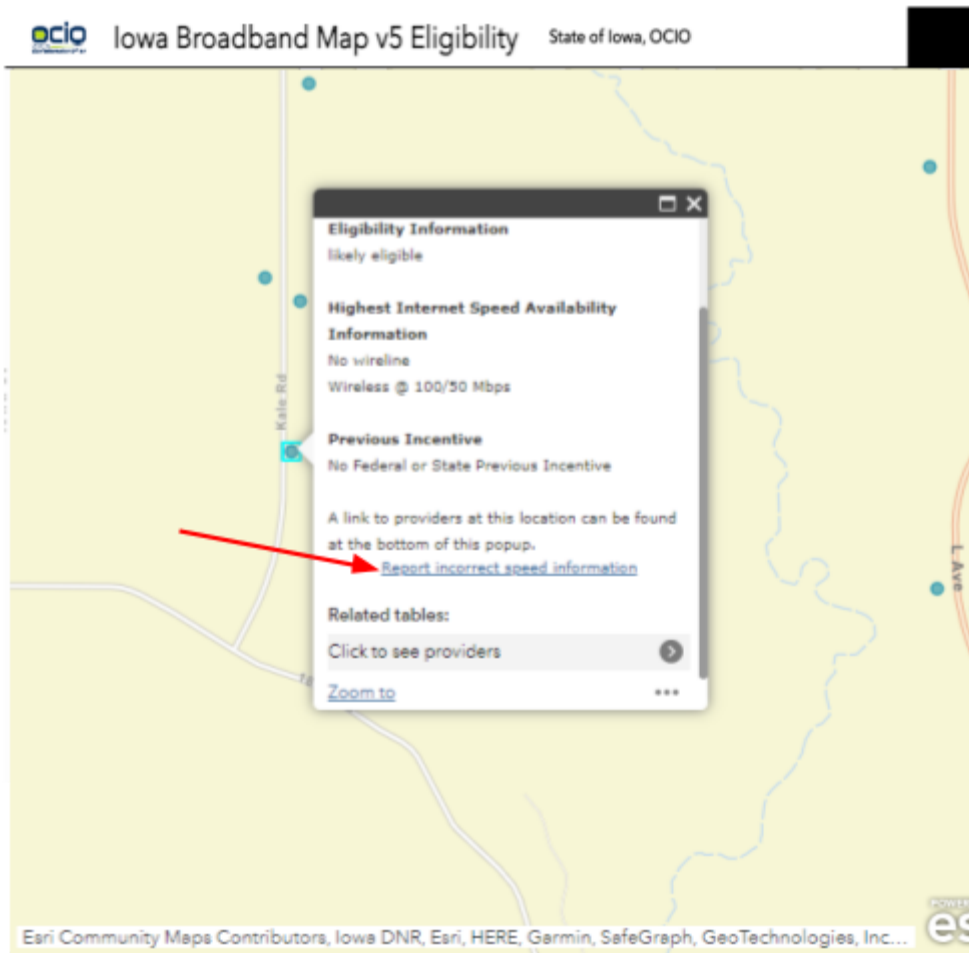 ocio Iowa Broadband Map v5 Eligibility State of Iowa, OCIO
Eligibility Information
likely eligible
Highest Internet Speed Availability
Information
No wireline
Wireless @ 100/50 Mbps
Kale Rd
Previous Incentive
No Federal or State Previous Incentive
A link to providers at this location can be found
at the bottom of this popup.
Report incorrect speed information
L Ave
Related tables:
Click to see providers
Zoom to
Esri Community Maps Contributors, Iowa DNR, Esri, HERE, Garmin, SafeGraph, GeoTechnologies, Inc...